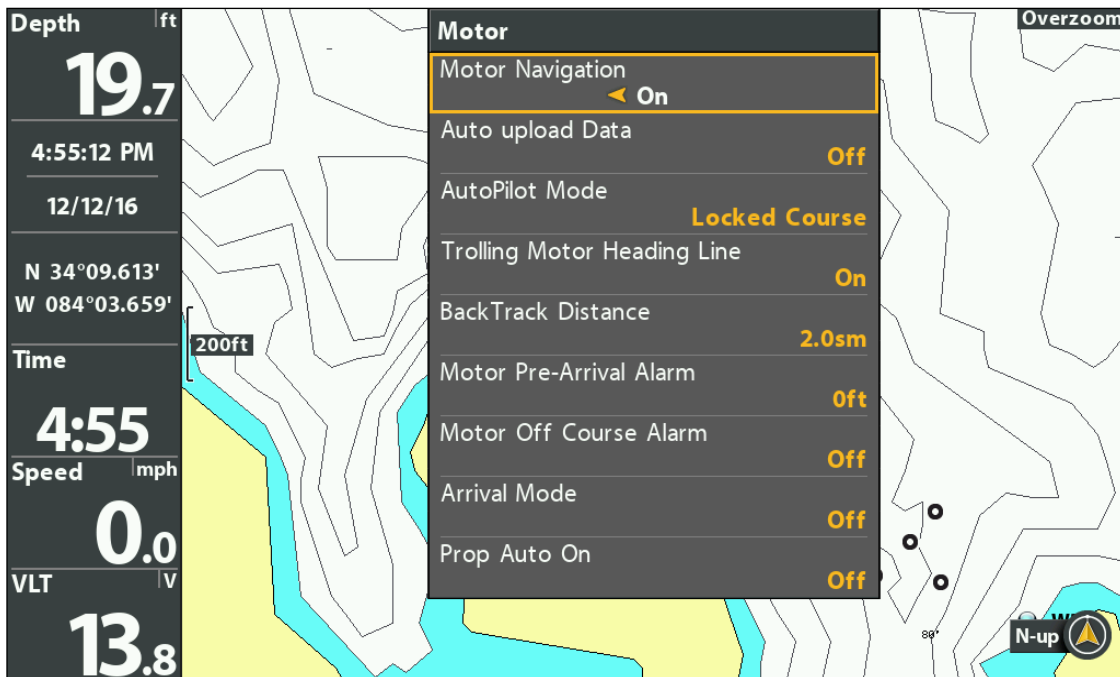 Depth ft
19.7
4:55:12 PM
12/12/16
N 34°09.613'
W 084°03.659'
Time
4:55
Speed mph
0.0
VLT V
13.8
200ft
Motor
Motor Navigation
On
Auto upload Data
Off
AutoPilot Mode
Locked Course
Trolling Motor Heading Line
On
BackTrack Distance
2.0sm
Motor Pre-Arrival Alarm
0ft
Motor Off Course Alarm
Off
Arrival Mode
Off
Prop Auto On
Off
Overzoom
80'
N-up